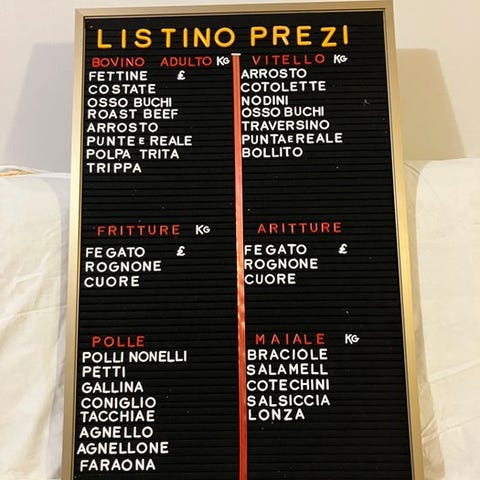 LISTINO PREZI
BOVINO ADULTO KG
FETTINE £
COSTATE
OSSO BUCHI
ROAST BEEF
ARROSTO
PUNTE E REALE
POLPA TRITA
TRIPPA
VITELLO KG
ARROSTO
COTOLETTE
NODINI
OSSO BUCHI
TRAVERSINO
PUNTA E REALE
BOLLITO
FRITTURE KG
FEGATO £
ROGNONE
CUORE
ARITTURE
FEGATO £
ROGNONE
CUORE
POLLE
POLLI NONELLI
PETTI
GALLINA
CONIGLIO
TACCHIAE
AGNELLO
AGNELLONE
FARAONA
MAIALE KG
BRACIOLE
SALAMELL
COTECHINI
SALSICCIA
LONZA